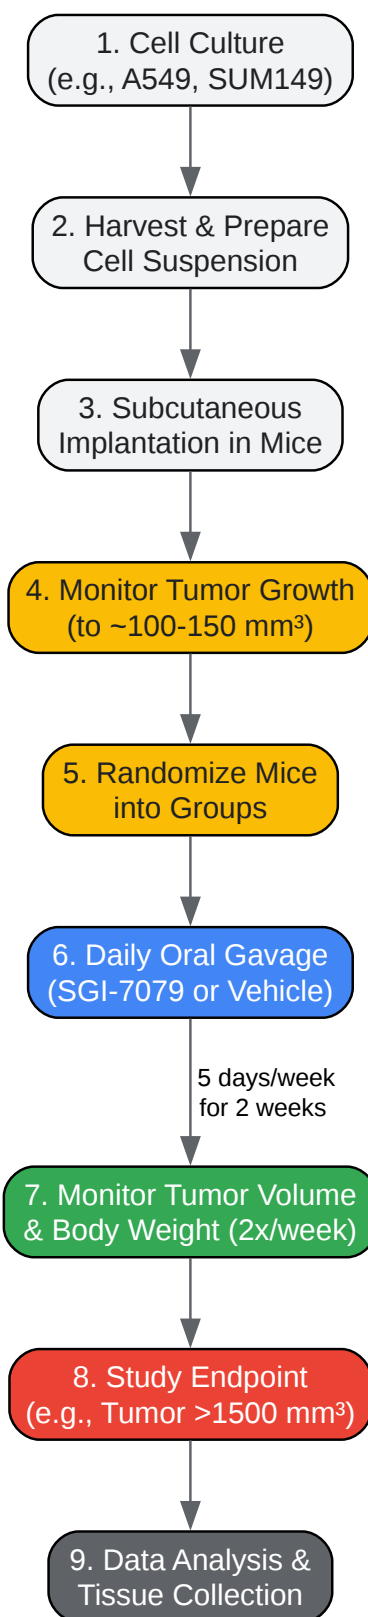 1. Cell Culture
(e.g., A549, SUM149)
2. Harvest & Prepare
Cell Suspension
3. Subcutaneous
Implantation in Mice
4. Monitor Tumor Growth
(to ~100-150 mm³)
5. Randomize Mice
into Groups
6. Daily Oral Gavage
(SGI-7079 or Vehicle)
5 days/week
for 2 weeks
7. Monitor Tumor Volume
& Body Weight (2x/week)
8. Study Endpoint
(e.g., Tumor >1500 mm³)
9. Data Analysis &
Tissue Collection